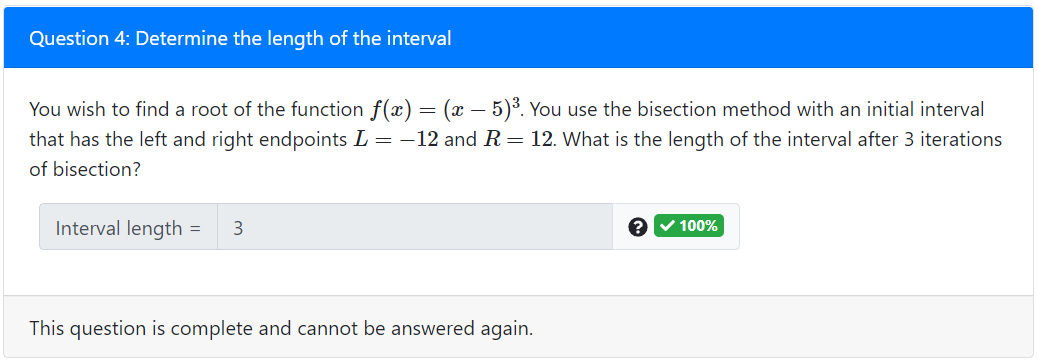 Question 4: Determine the length of the interval
You wish to find a root of the function f(x) = (x − 5)³. You use the bisection method with an initial interval
that has the left and right endpoints L = −12 and R = 12. What is the length of the interval after 3 iterations
of bisection?
Interval length = 3 ? ✓ 100%
This question is complete and cannot be answered again.